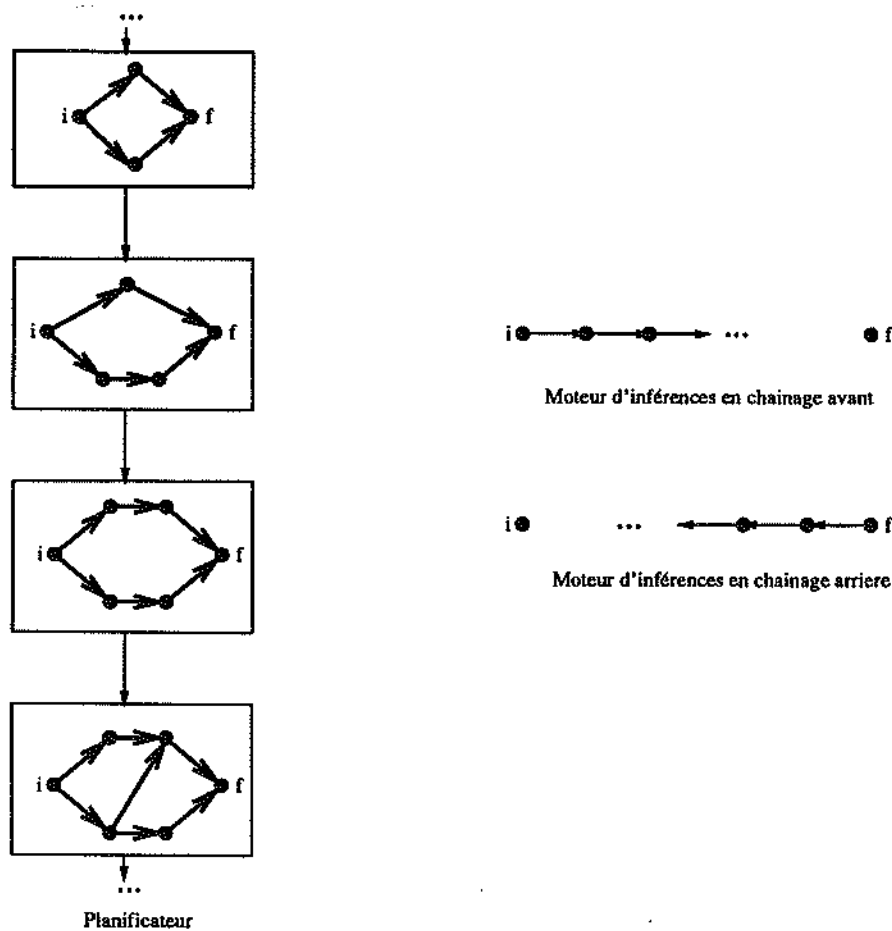 ...
i f
i f
i f
i f
...
Planificateur
i ... f
Moteur d'inférences en chainage avant
i ... f
Moteur d'inférences en chainage arriere